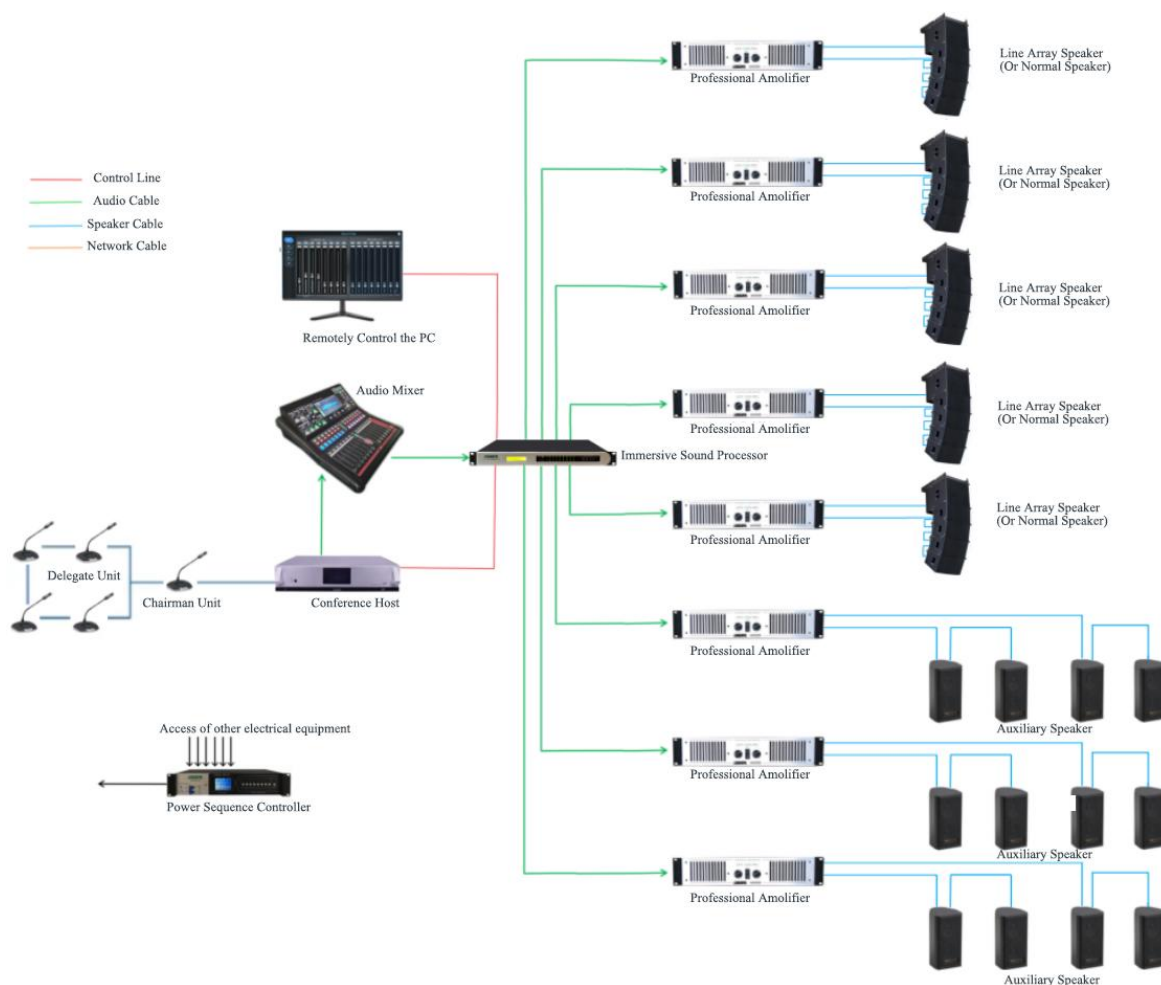 Control Line
Audio Cable
Speaker Cable
Network Cable
Remotely Control the PC
Audio Mixer
Immersive Sound Processor
Delegate Unit
Chairman Unit
Conference Host
Access of other electrical equipment
Power Sequence Controller
Professional Amolifier
Line Array Speaker
(Or Normal Speaker)
Professional Amolifier
Line Array Speaker
(Or Normal Speaker)
Professional Amolifier
Line Array Speaker
(Or Normal Speaker)
Professional Amolifier
Line Array Speaker
(Or Normal Speaker)
Professional Amolifier
Line Array Speaker
(Or Normal Speaker)
Professional Amolifier
Auxiliary Speaker
Professional Amolifier
Auxiliary Speaker
Professional Amolifier
Auxiliary Speaker